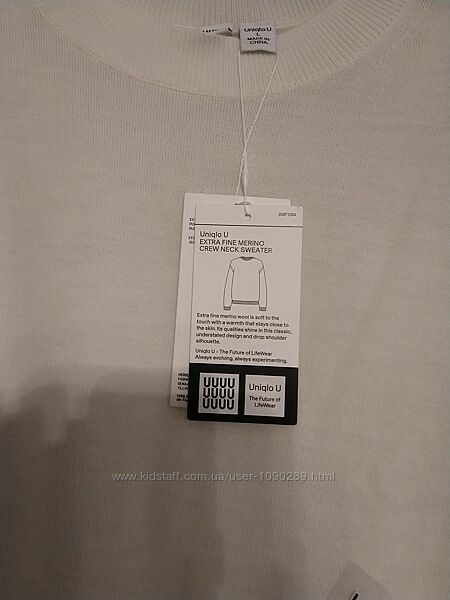 Uniqlo U
L
MADE IN
CHINA
Uniqlo U
EXTRA FINE MERINO
CREW NECK SWEATER
Extra fine merino wool is soft to the
touch with a warmth that stays close to
the skin. Its qualities shine in this classic,
understated design and drop shoulder
silhouette.
Uniqlo U – The Future of LifeWear
Always evolving, always experimenting.
UUUU
UUUU
UUUU
Uniqlo U
The Future of
LifeWear
www.kidstaff.com.ua/user-1090289.html